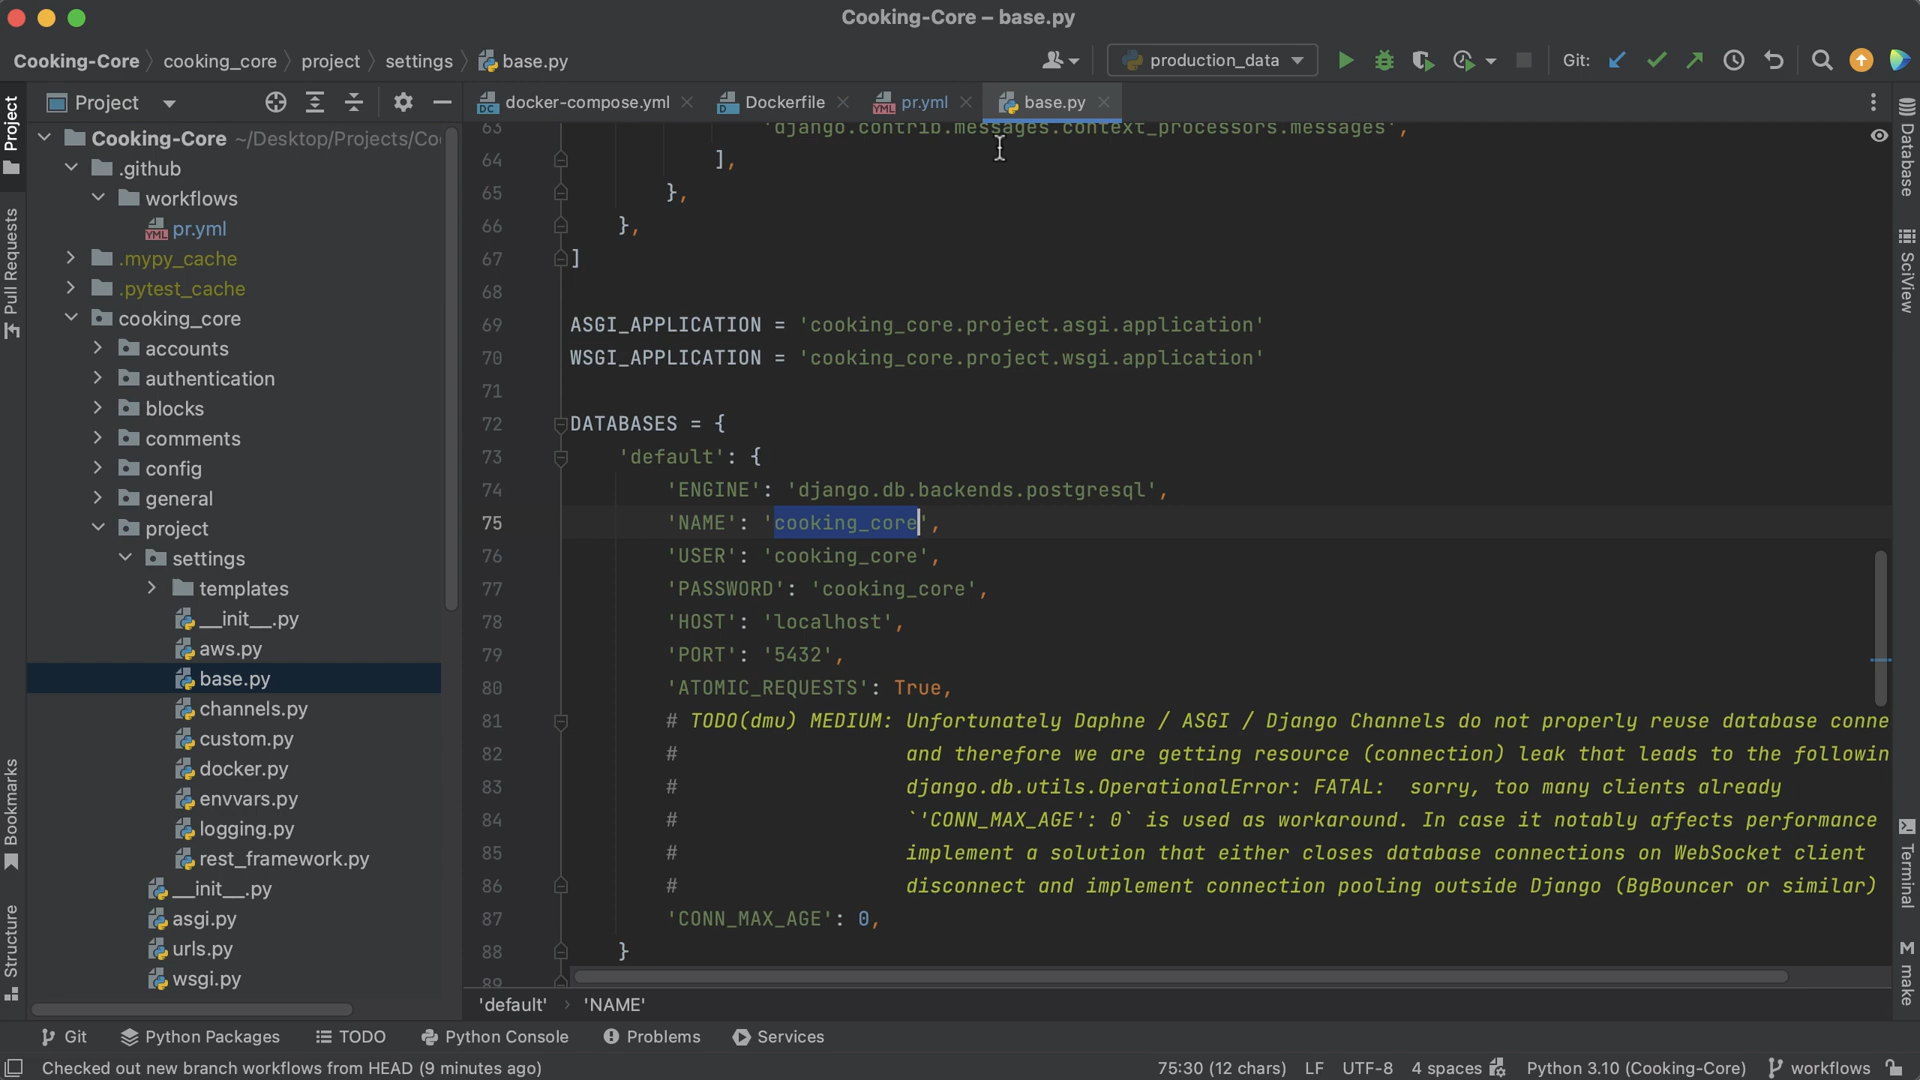 Cooking-Core – base.py
Cooking-Core
cooking_core
project
settings
base.py
production_data
Git:
Project
docker-compose.yml
Dockerfile
pr.yml
base.py
Project
Pull Requests
Bookmarks
Structure
Cooking-Core ~/Desktop/Projects/Co
.github
workflows
pr.yml
.mypy_cache
.pytest_cache
cooking_core
accounts
authentication
blocks
comments
config
general
project
settings
templates
__init__.py
aws.py
base.py
channels.py
custom.py
docker.py
envvars.py
logging.py
rest_framework.py
__init__.py
asgi.py
urls.py
wsgi.py
63 'django.contrib.messages.context_processors.messages',
64 ],
65 },
66 },
67 ]
68
69 ASGI_APPLICATION = 'cooking_core.project.asgi.application'
70 WSGI_APPLICATION = 'cooking_core.project.wsgi.application'
71
72 DATABASES = {
73 'default': {
74 'ENGINE': 'django.db.backends.postgresql',
75 'NAME': 'cooking_core',
76 'USER': 'cooking_core',
77 'PASSWORD': 'cooking_core',
78 'HOST': 'localhost',
79 'PORT': '5432',
80 'ATOMIC_REQUESTS': True,
81 # TODO(dmu) MEDIUM: Unfortunately Daphne / ASGI / Django Channels do not properly reuse database conne
82 # and therefore we are getting resource (connection) leak that leads to the followin
83 # django.db.utils.OperationalError: FATAL: sorry, too many clients already
84 # `'CONN_MAX_AGE': 0` is used as workaround. In case it notably affects performance
85 # implement a solution that either closes database connections on WebSocket client
86 # disconnect and implement connection pooling outside Django (BgBouncer or similar)
87 'CONN_MAX_AGE': 0,
88 }
89
'default' › 'NAME'
Database
SciView
Terminal
make
Git
Python Packages
TODO
Python Console
Problems
Services
Checked out new branch workflows from HEAD (9 minutes ago)
75:30 (12 chars)
LF
UTF-8
4 spaces
Python 3.10 (Cooking-Core)
workflows